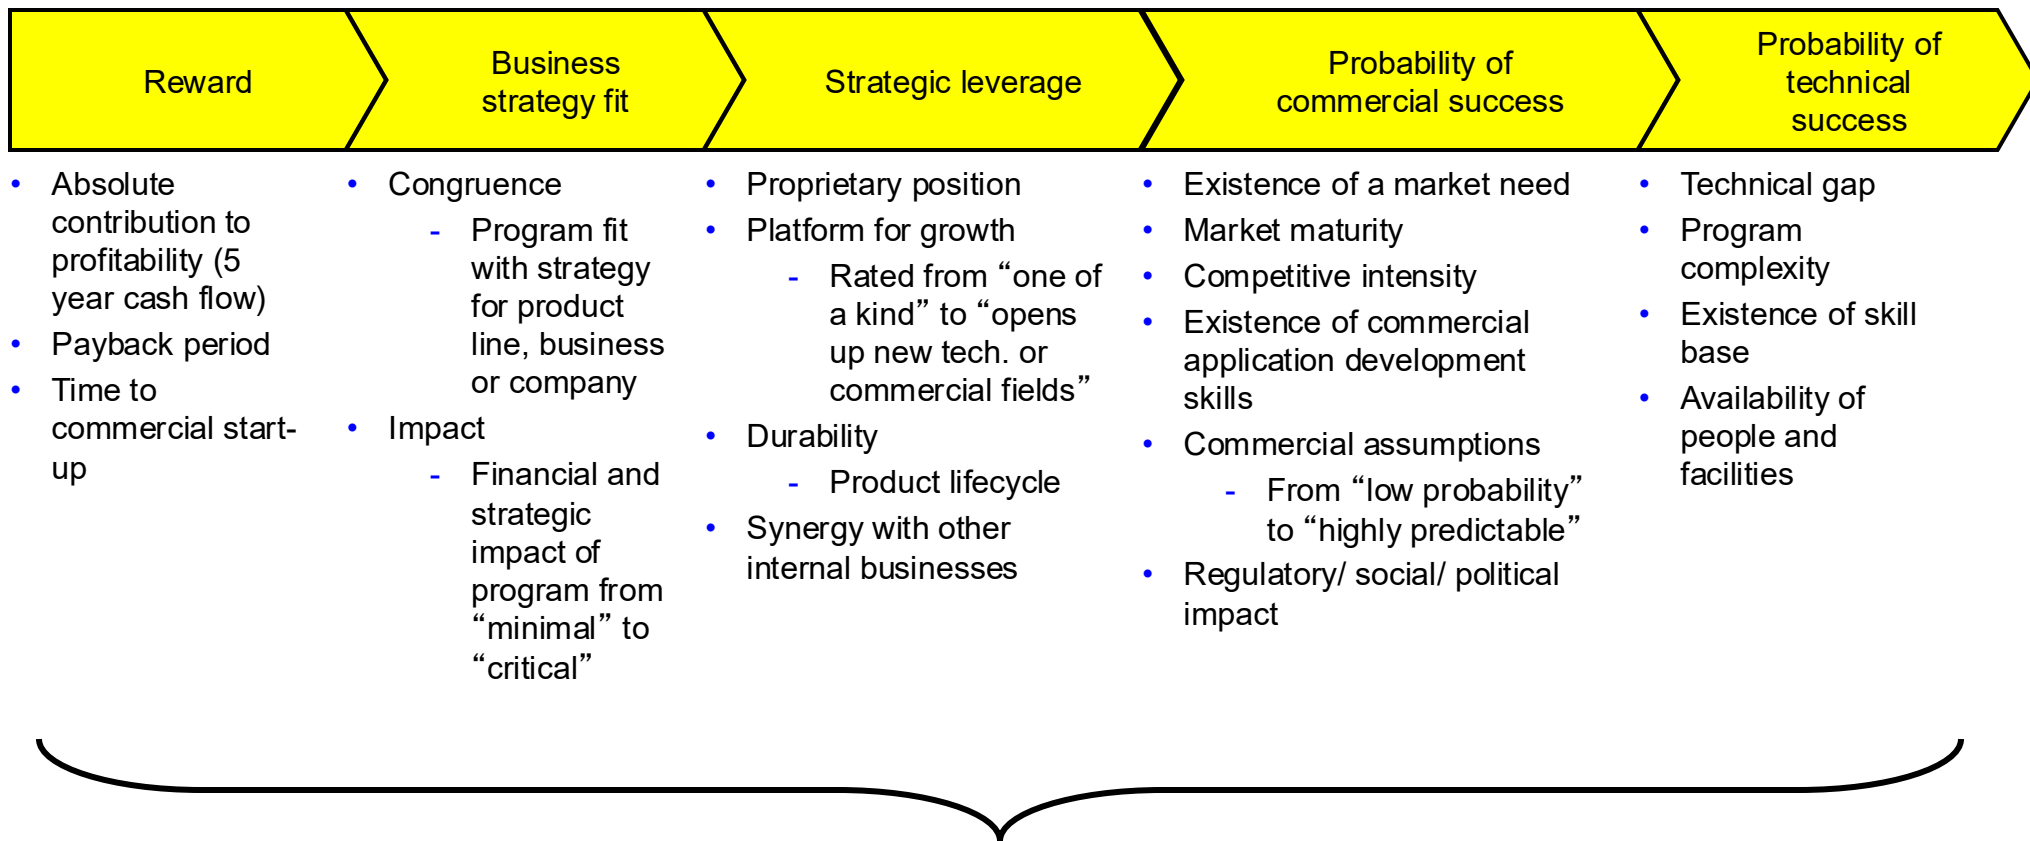 Reward
Business
strategy fit
Strategic leverage
Probability of
commercial success
Probability of
technical
success
• Absolute
contribution to
profitability (5
year cash flow)
• Payback period
• Time to
commercial start-
up
• Congruence
- Program fit
with strategy
for product
line, business
or company
• Impact
- Financial and
strategic
impact of
program from
“minimal” to
“critical”
• Proprietary position
• Platform for growth
- Rated from “one of
a kind” to “opens
up new tech. or
commercial fields”
• Durability
- Product lifecycle
• Synergy with other
internal businesses
• Existence of a market need
• Market maturity
• Competitive intensity
• Existence of commercial
application development
skills
• Commercial assumptions
- From “low probability”
to “highly predictable”
• Regulatory/ social/ political
impact
• Technical gap
• Program
complexity
• Existence of skill
base
• Availability of
people and
facilities